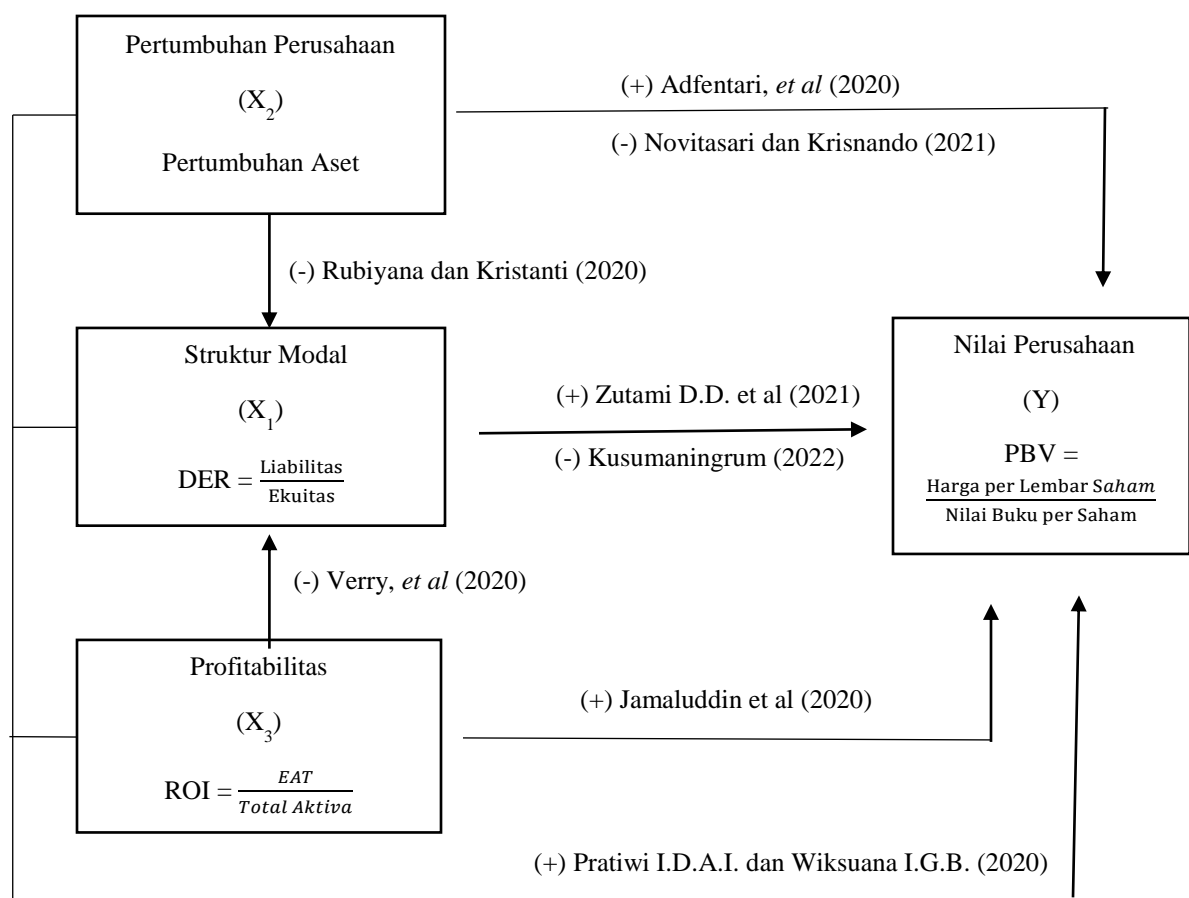 Pertumbuhan Perusahaan
(X₂)
Pertumbuhan Aset
(+) Adfentari, et al (2020)
(-) Novitasari dan Krisnando (2021)
(-) Rubiyana dan Kristanti (2020)
Struktur Modal
(X₁)
DER = Liabilitas / Ekuitas
(+) Zutami D.D. et al (2021)
(-) Kusumaningrum (2022)
Nilai Perusahaan
(Y)
PBV =
Harga per Lembar Saham / Nilai Buku per Saham
(-) Verry, et al (2020)
Profitabilitas
(X₃)
ROI = EAT / Total Aktiva
(+) Jamaluddin et al (2020)
(+) Pratiwi I.D.A.I. dan Wiksuana I.G.B. (2020)